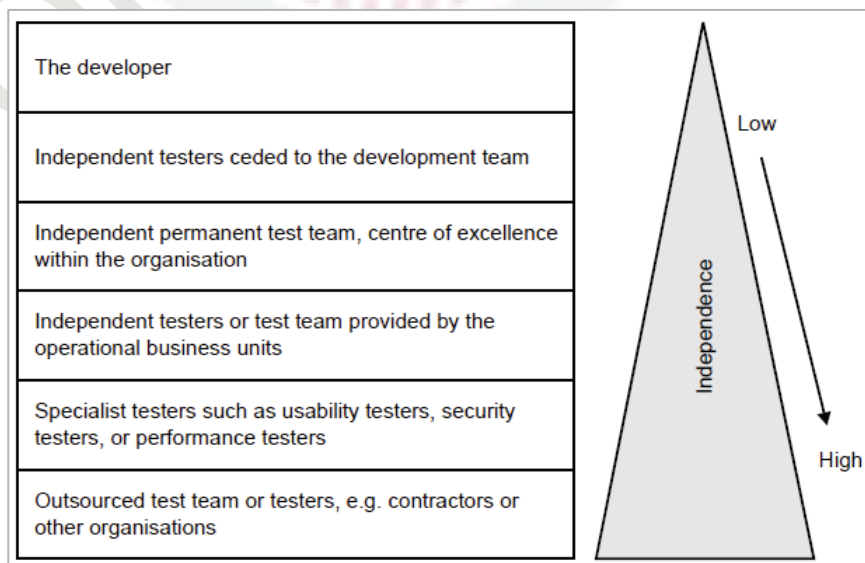 The developer
Independent testers ceded to the development team
Independent permanent test team, centre of excellence
within the organisation
Independent testers or test team provided by the
operational business units
Specialist testers such as usability testers, security
testers, or performance testers
Outsourced test team or testers, e.g. contractors or
other organisations
Low
Independence
High